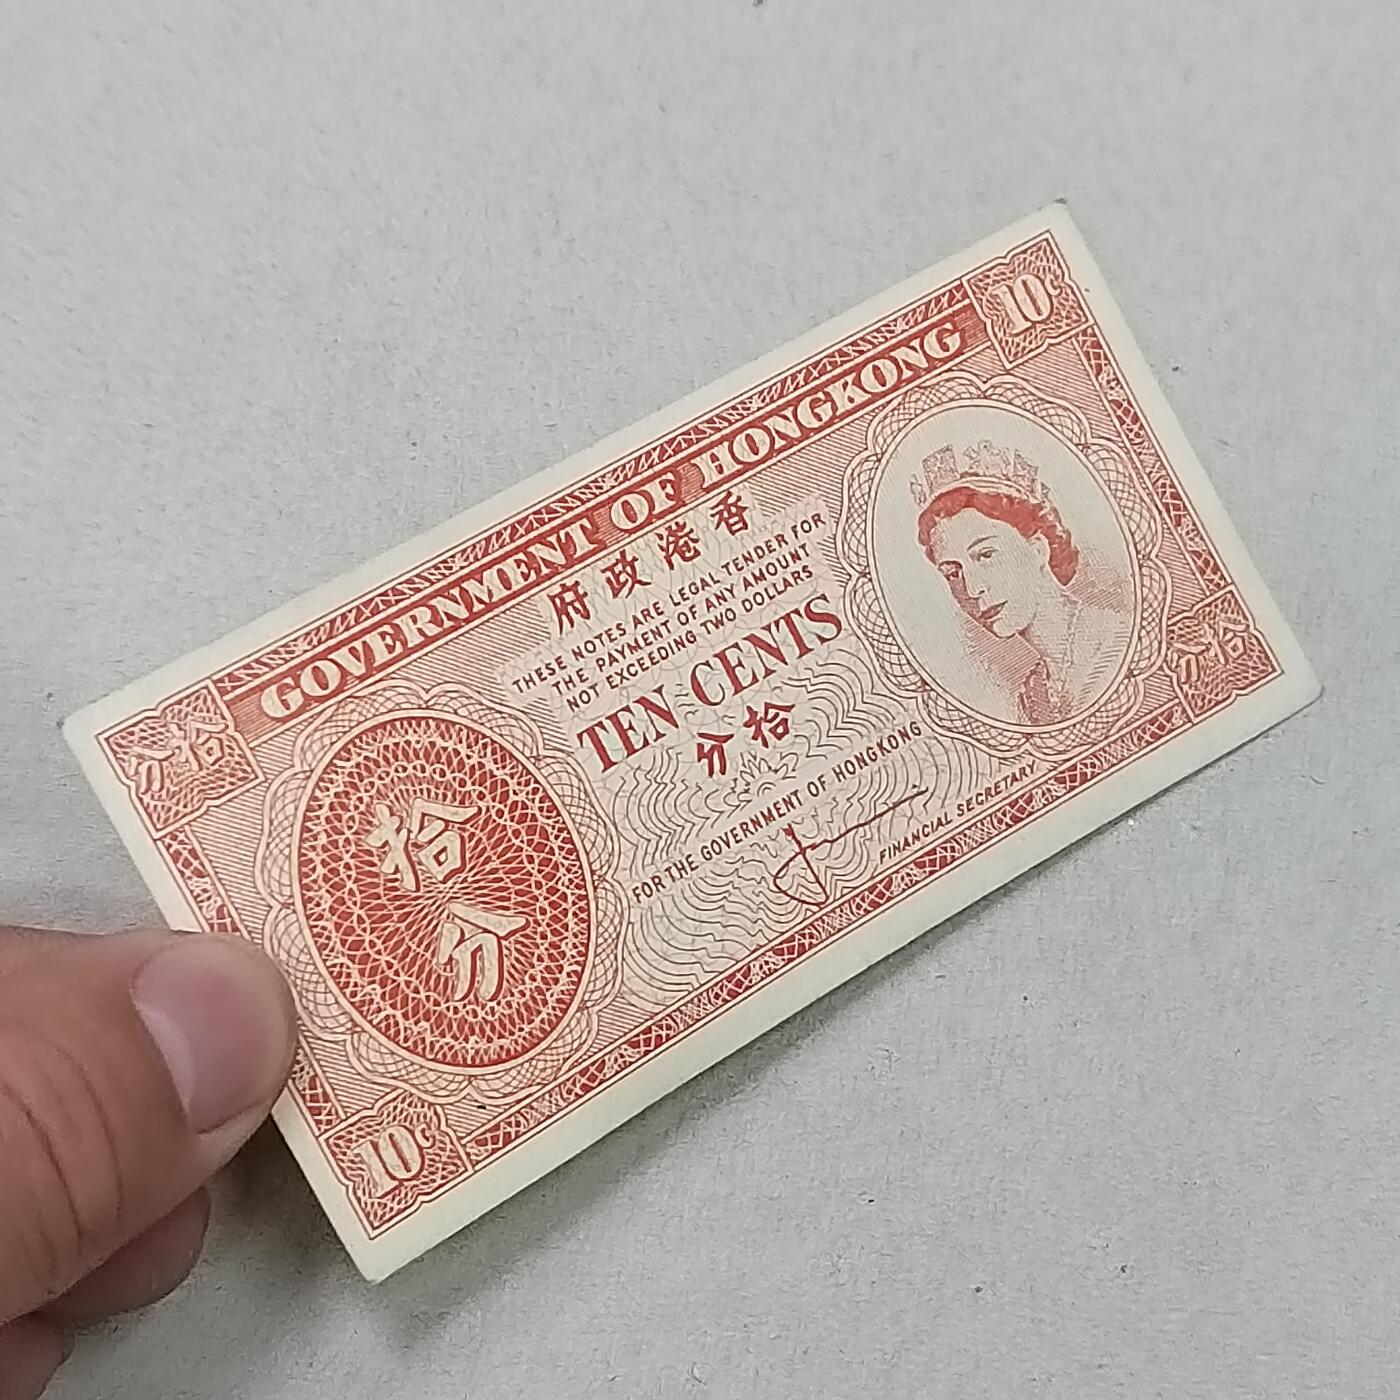 10¢
GOVERNMENT OF HONGKONG
府政港香
THESE NOTES ARE LEGAL TENDER FOR
THE PAYMENT OF ANY AMOUNT
NOT EXCEEDING TWO DOLLARS
TEN CENTS
分拾
分拾
分拾
拾
分
FOR THE GOVERNMENT OF HONGKONG
FINANCIAL SECRETARY
10¢